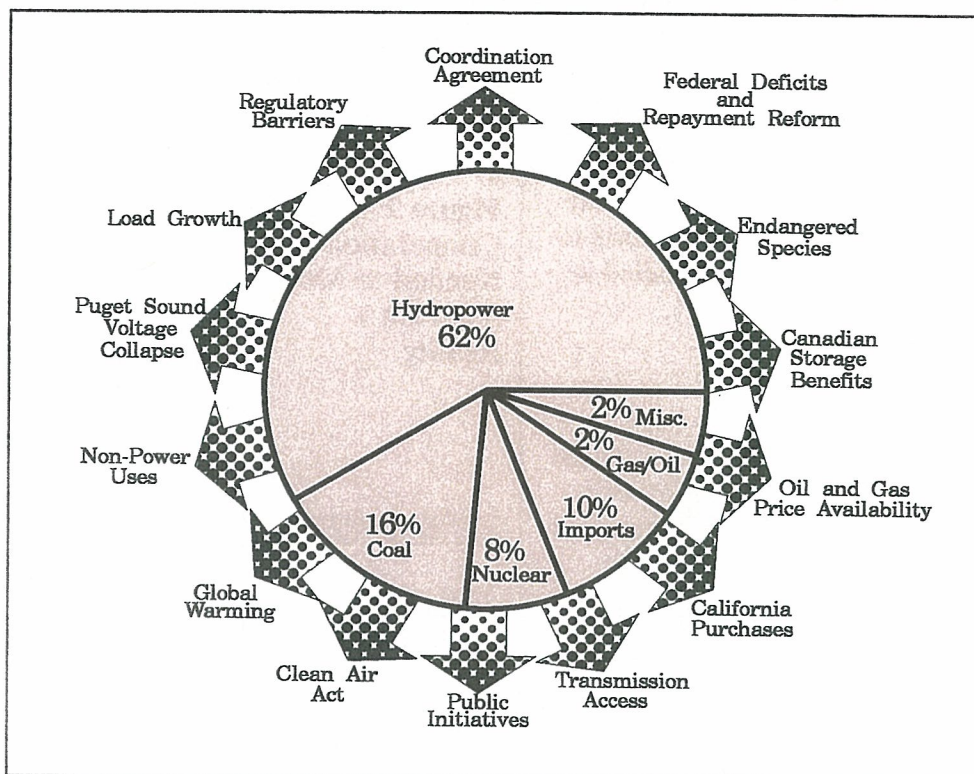 Coordination
Agreement
Federal Deficits
and
Repayment Reform
Regulatory
Barriers
Load Growth
Endangered
Species
Puget Sound
Voltage
Collapse
Hydropower
62%
Canadian
Storage
Benefits
2% Misc.
2%
Gas/Oil
Non-Power
Uses
10%
Imports
Oil and Gas
Price Availability
16%
Coal
8%
Nuclear
Global
Warming
California
Purchases
Clean Air
Act
Public
Initiatives
Transmission
Access